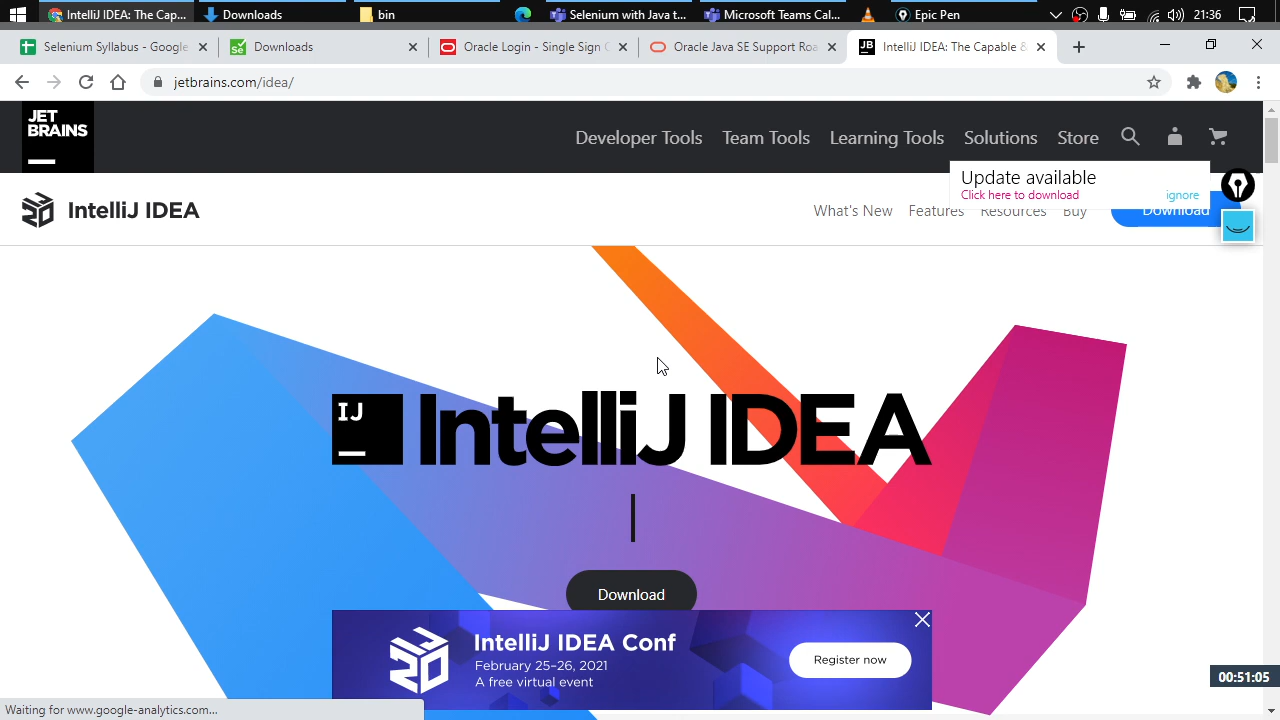 IntelliJ IDEA: The Cap...
Downloads
bin
Selenium with Java t...
Microsoft Teams Cal...
Epic Pen
21:36
Selenium Syllabus - Google
Downloads
Oracle Login - Single Sign O
Oracle Java SE Support Roa
IntelliJ IDEA: The Capable &
jetbrains.com/idea/
JET
BRAINS
Developer Tools
Team Tools
Learning Tools
Solutions
Store
Update available
Click here to download
ignore
IntelliJ IDEA
What's New
Features
Resources
Buy
Download
IJ
IntelliJ IDEA
Download
IntelliJ IDEA Conf
February 25–26, 2021
A free virtual event
Register now
00:51:05
Waiting for www.google-analytics.com...